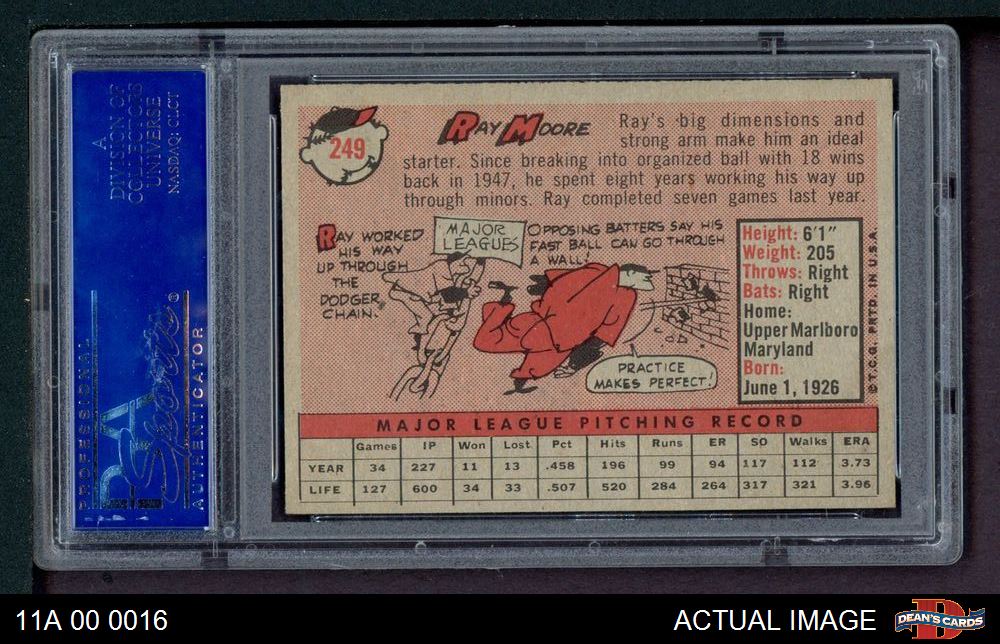 A
DIVISION OF
COLLECTORS
UNIVERSE
NASDAQ: CLCT
PROFESSIONAL
PSA
Sports ®
AUTHENTICATOR
249
RAY MOORE
Ray's big dimensions and
strong arm make him an ideal
starter. Since breaking into organized ball with 18 wins
back in 1947, he spent eight years working his way up
through minors. Ray completed seven games last year.
RAY WORKED
HIS WAY
UP THROUGH
THE
DODGER
CHAIN.
MAJOR
LEAGUES
OPPOSING BATTERS SAY HIS
FAST BALL CAN GO THROUGH
A WALL!
PRACTICE
MAKES PERFECT!
Height: 6'1"
Weight: 205
Throws: Right
Bats: Right
Home:
Upper Marlboro
Maryland
Born:
June 1, 1926
©T.C.G. PRTD. IN U.S.A.
MAJOR LEAGUE PITCHING RECORD
Games IP Won Lost Pct Hits Runs ER SO Walks ERA
YEAR 34 227 11 13 .458 196 99 94 117 112 3.73
LIFE 127 600 34 33 .507 520 284 264 317 321 3.96
11A 00 0016
ACTUAL IMAGE
D
DEAN'S CARDS